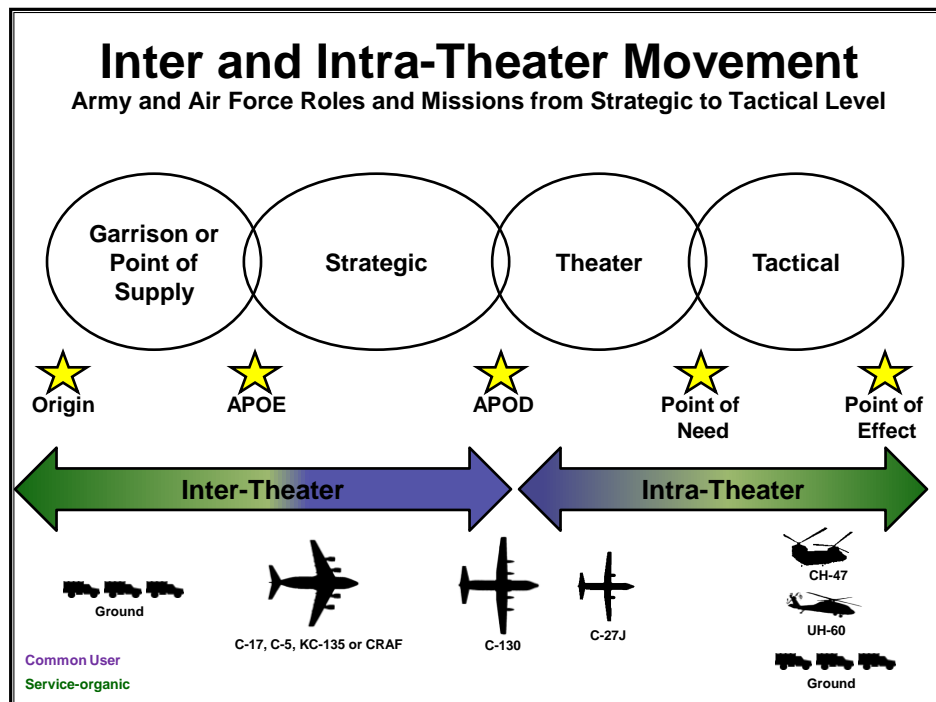 Inter and Intra-Theater Movement
Army and Air Force Roles and Missions from Strategic to Tactical Level
Garrison or
Point of
Supply
Strategic
Theater
Tactical
Origin
APOE
APOD
Point of
Need
Point of
Effect
Inter-Theater
Intra-Theater
Ground
C-17, C-5, KC-135 or CRAF
C-130
C-27J
CH-47
UH-60
Ground
Common User
Service-organic